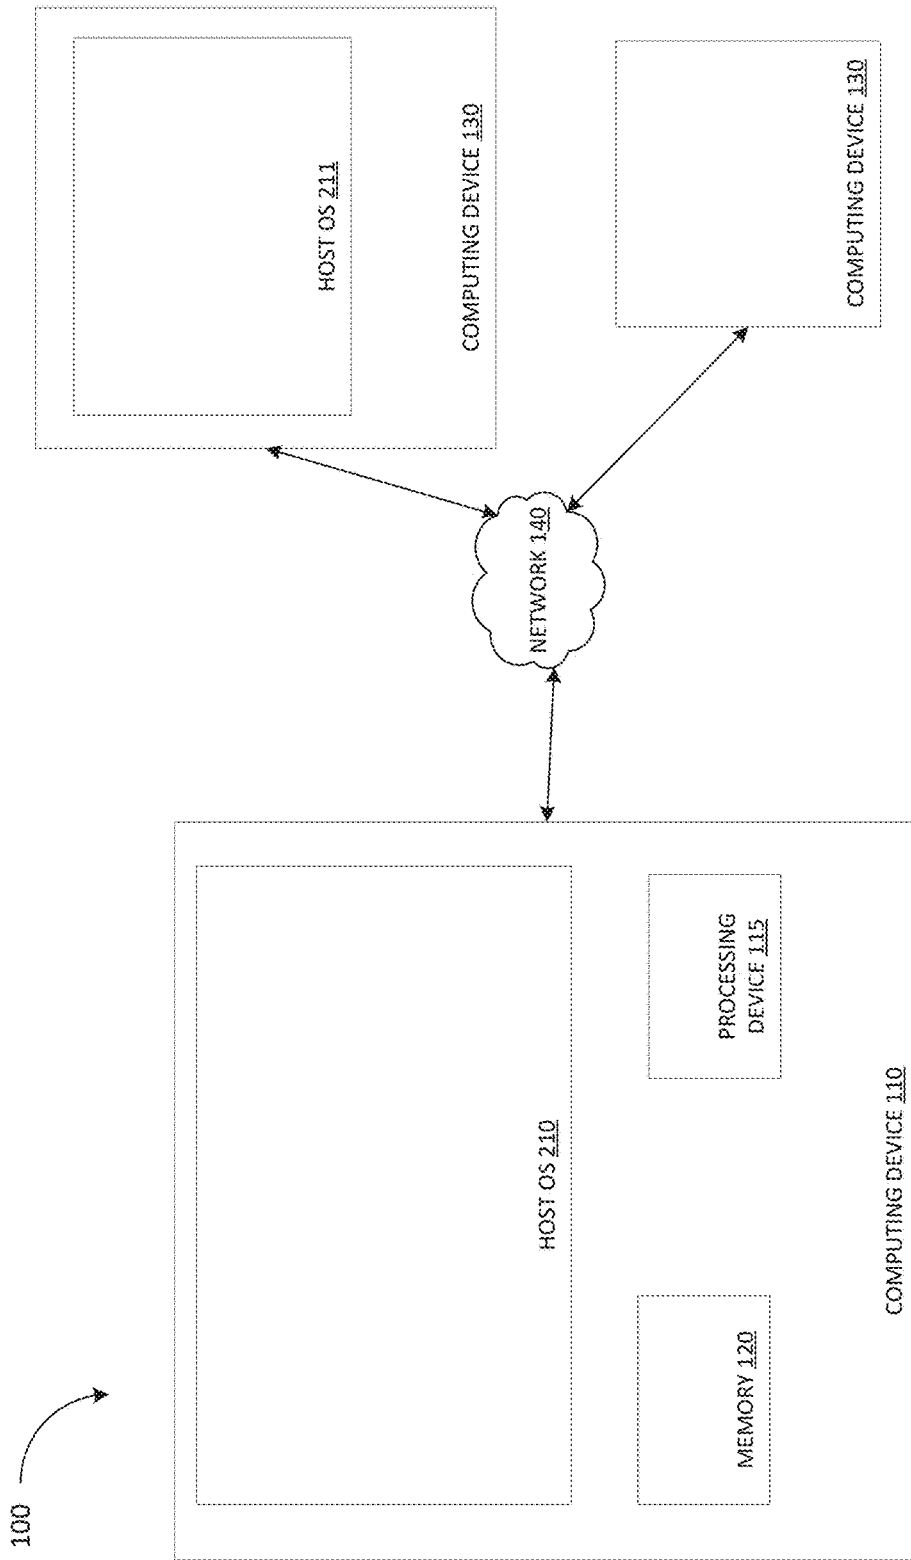 100
HOST OS 210
MEMORY 120
PROCESSING
DEVICE 115
COMPUTING DEVICE 110
NETWORK 140
HOST OS 211
COMPUTING DEVICE 130
COMPUTING DEVICE 130